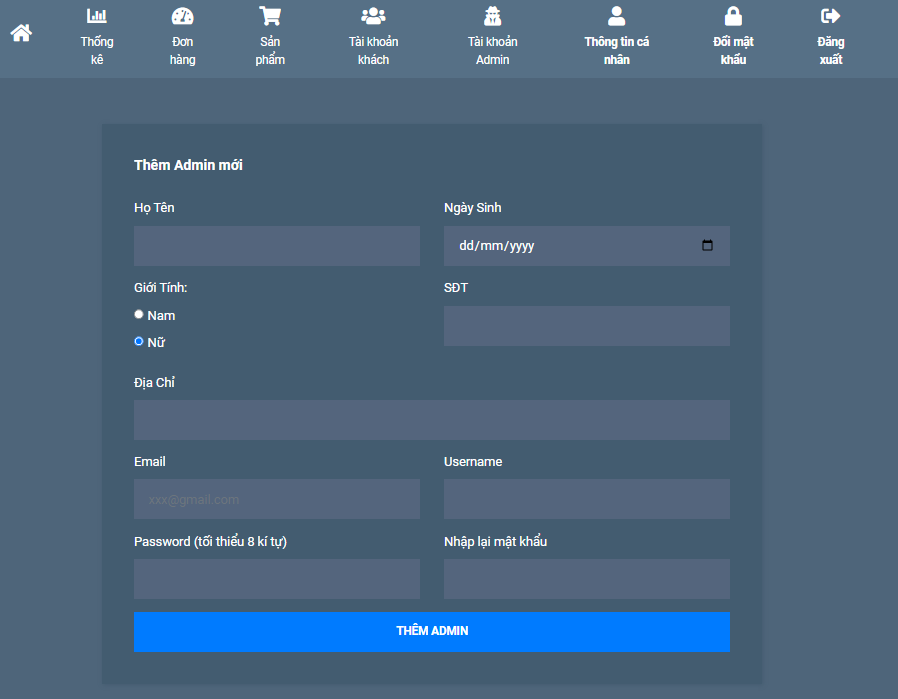 Thống kê
Đơn hàng
Sản phẩm
Tài khoản khách
Tài khoản Admin
Thông tin cá nhân
Đổi mật khẩu
Đăng xuất
Thêm Admin mới
Họ Tên
Ngày Sinh
dd/mm/yyyy
Giới Tính:
SĐT
Nam
Nữ
Địa Chỉ
Email
Username
xxx@gmail.com
Password (tối thiểu 8 kí tự)
Nhập lại mật khẩu
THÊM ADMIN